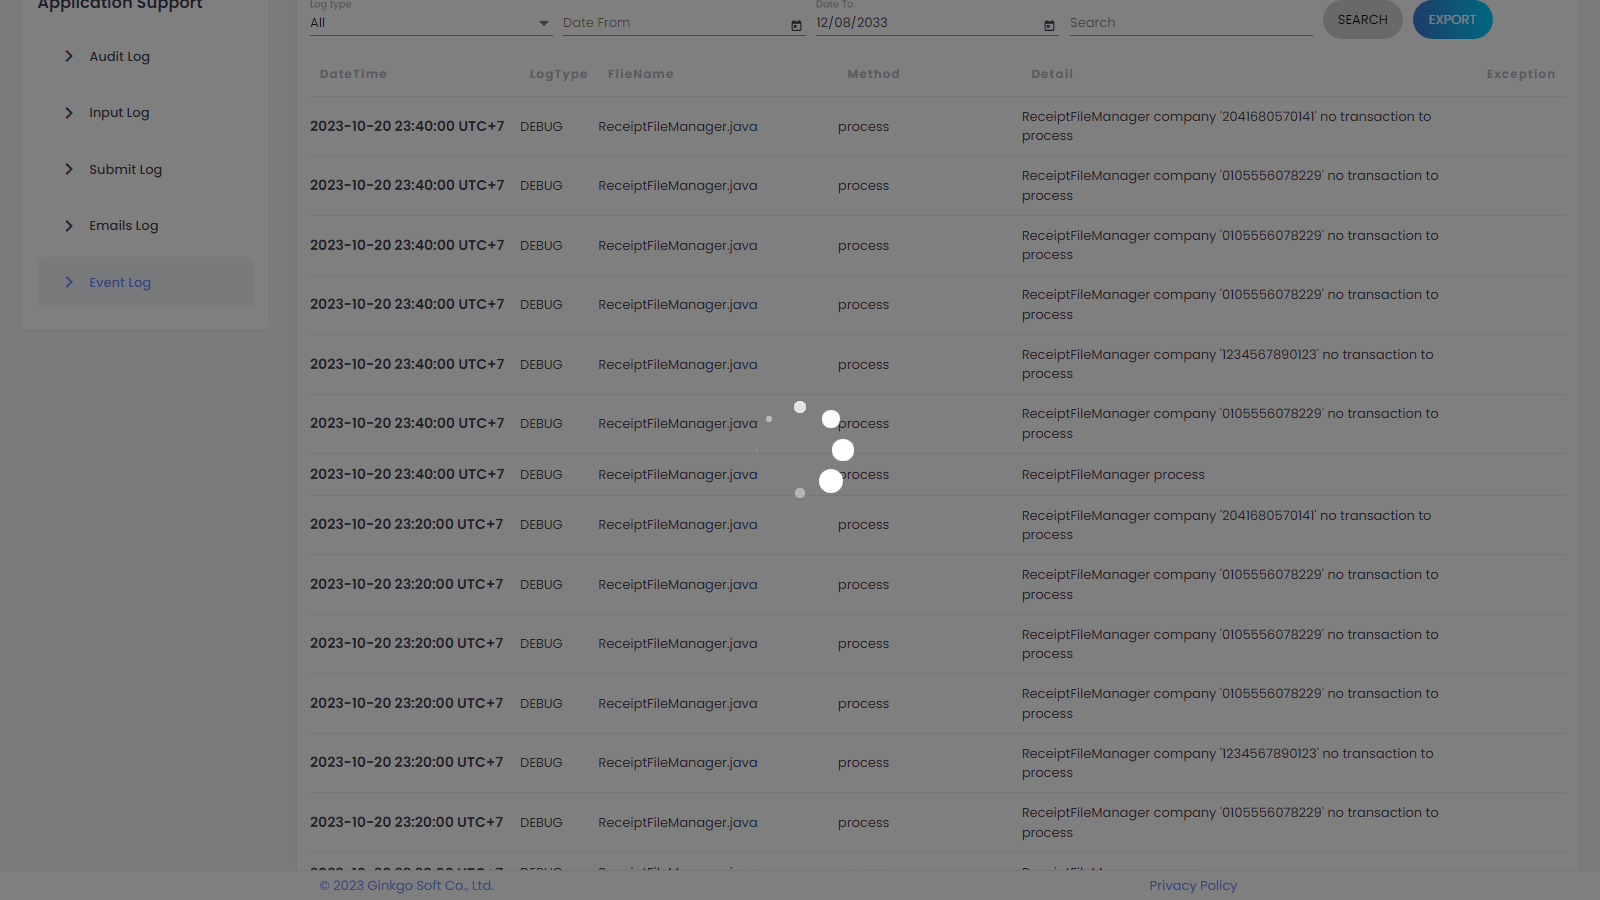 Application Support
Audit Log
Input Log
Submit Log
Emails Log
Event Log
Log type
All
Date From
Date To
12/08/2033
Search
SEARCH
EXPORT
DateTime LogType FlieName Method Detail Exception
2023-10-20 23:40:00 UTC+7 DEBUG ReceiptFileManager.java process ReceiptFileManager company '2041680570141' no transaction to
process
2023-10-20 23:40:00 UTC+7 DEBUG ReceiptFileManager.java process ReceiptFileManager company '0105556078229' no transaction to
process
2023-10-20 23:40:00 UTC+7 DEBUG ReceiptFileManager.java process ReceiptFileManager company '0105556078229' no transaction to
process
2023-10-20 23:40:00 UTC+7 DEBUG ReceiptFileManager.java process ReceiptFileManager company '0105556078229' no transaction to
process
2023-10-20 23:40:00 UTC+7 DEBUG ReceiptFileManager.java process ReceiptFileManager company '1234567890123' no transaction to
process
2023-10-20 23:40:00 UTC+7 DEBUG ReceiptFileManager.java process ReceiptFileManager company '0105556078229' no transaction to
process
2023-10-20 23:40:00 UTC+7 DEBUG ReceiptFileManager.java process ReceiptFileManager process
2023-10-20 23:20:00 UTC+7 DEBUG ReceiptFileManager.java process ReceiptFileManager company '2041680570141' no transaction to
process
2023-10-20 23:20:00 UTC+7 DEBUG ReceiptFileManager.java process ReceiptFileManager company '0105556078229' no transaction to
process
2023-10-20 23:20:00 UTC+7 DEBUG ReceiptFileManager.java process ReceiptFileManager company '0105556078229' no transaction to
process
2023-10-20 23:20:00 UTC+7 DEBUG ReceiptFileManager.java process ReceiptFileManager company '0105556078229' no transaction to
process
2023-10-20 23:20:00 UTC+7 DEBUG ReceiptFileManager.java process ReceiptFileManager company '1234567890123' no transaction to
process
2023-10-20 23:20:00 UTC+7 DEBUG ReceiptFileManager.java process ReceiptFileManager company '0105556078229' no transaction to
process
© 2023 Ginkgo Soft Co., Ltd.
Privacy Policy